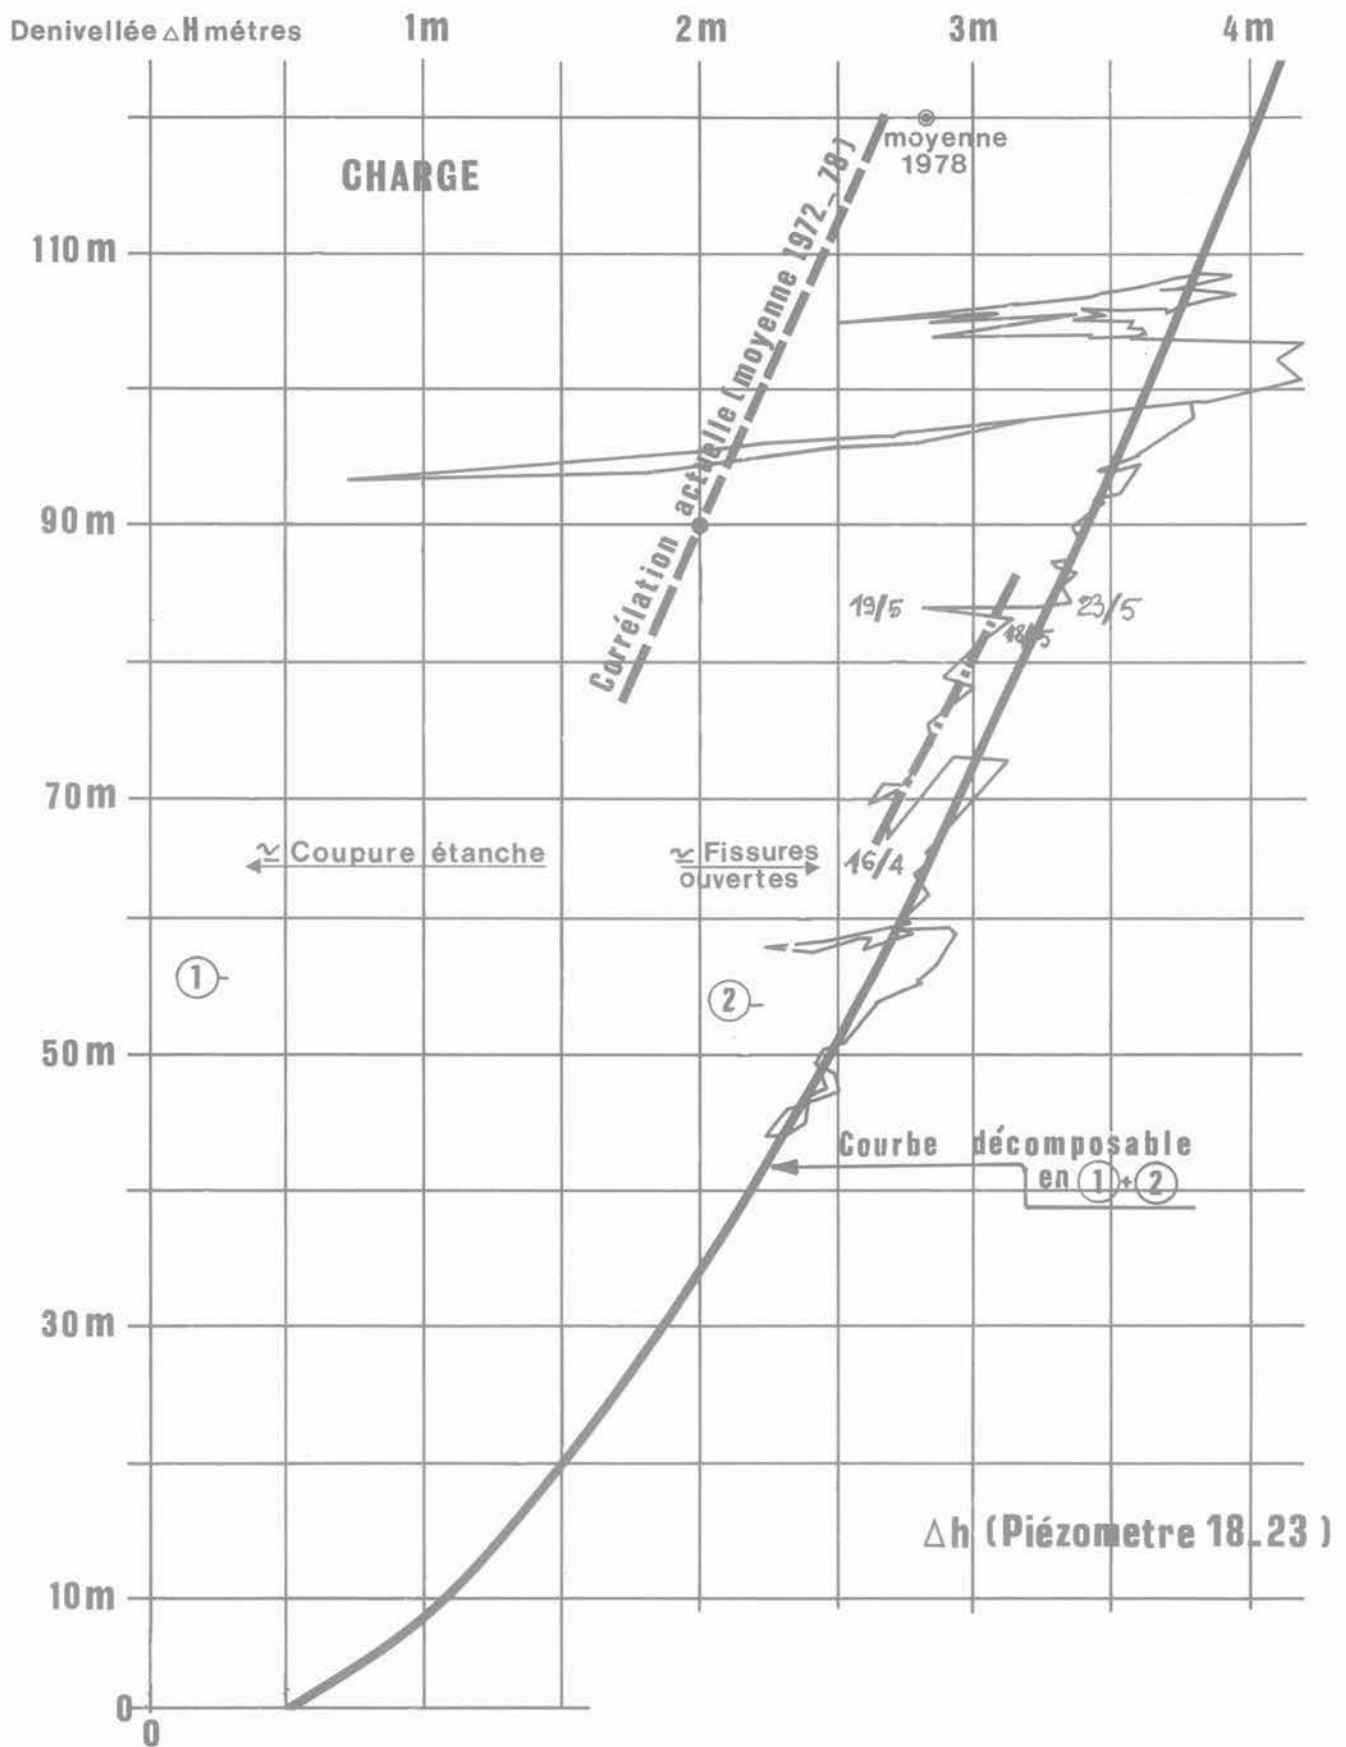 Denivellée △H métres 1m 2m 3m 4m
CHARGE
moyenne
1978
Corrélation actuelle (moyenne 1972_78)
110m
90m
19/5 18/5 23/5
70m
≃ Coupure étanche
≃ Fissures
ouvertes
16/4
1
2
50m
Courbe décomposable
en 1+2
30m
△h (Piézometre 18_23)
10m
0
0